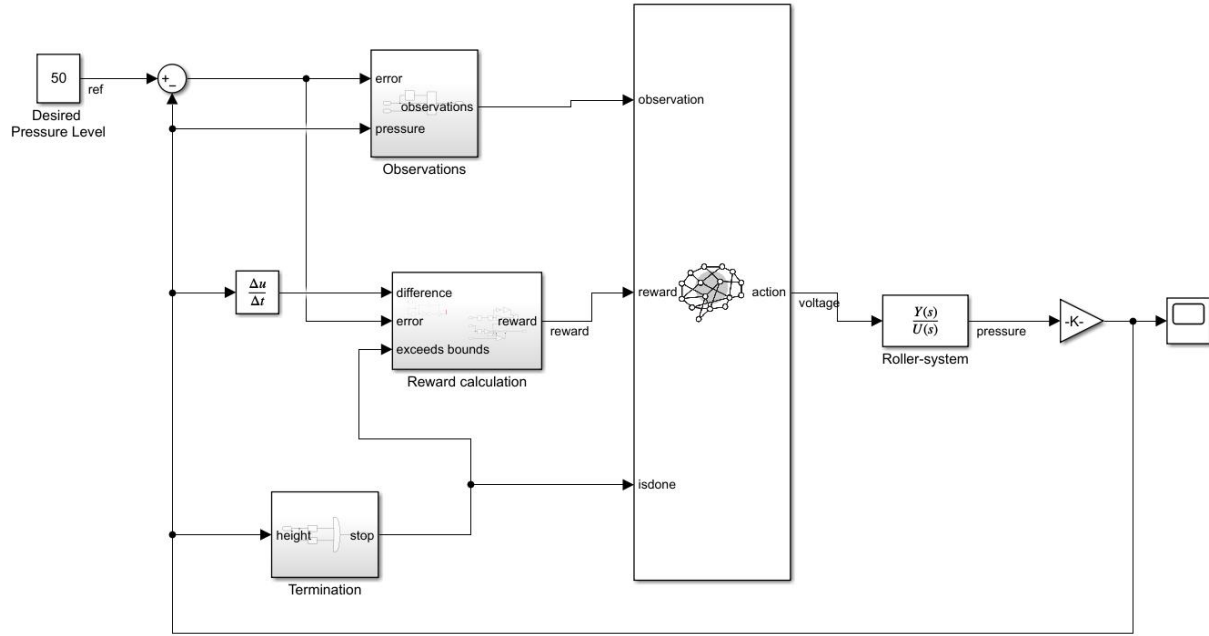 50
ref
Desired
Pressure Level
+
−
error
observations
pressure
Observations
observation
Δu
Δt
difference
error
reward
exceeds bounds
Reward calculation
reward
reward
action
voltage
Y(s)
U(s)
Roller-system
pressure
-K-
isdone
height
stop
Termination